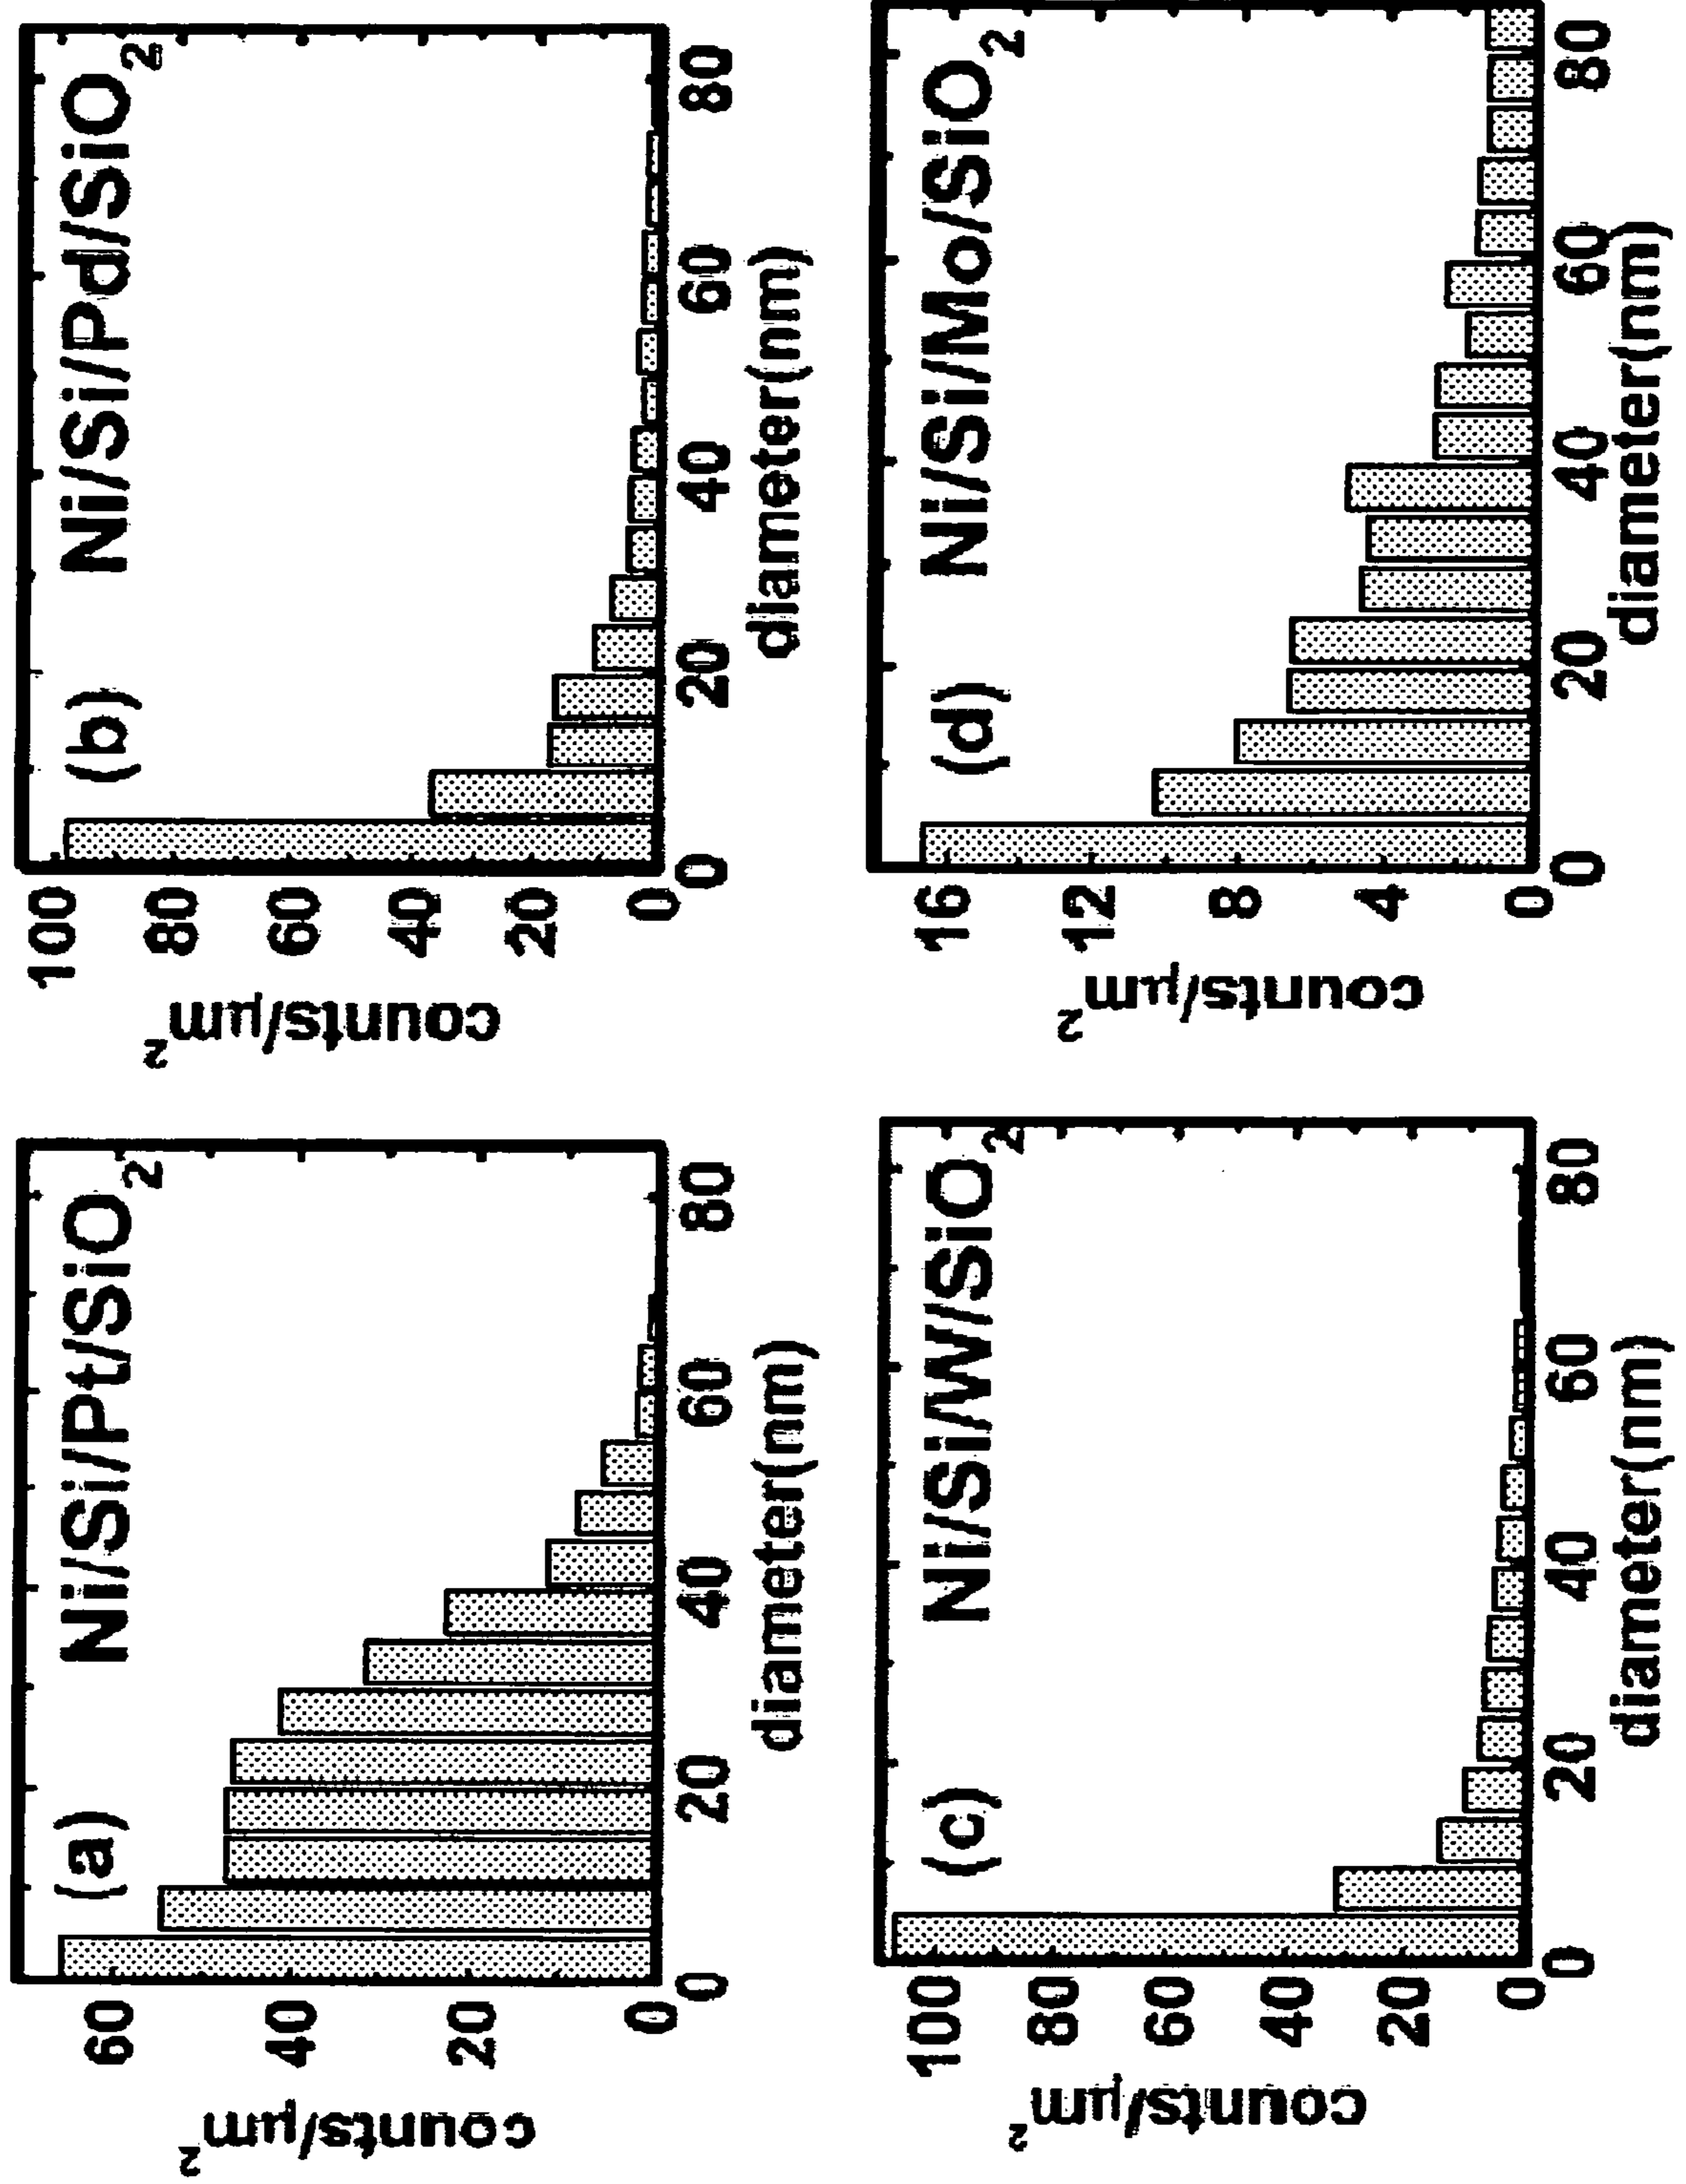 (a) Ni/Si/Pt/SiO₂
counts/μm²
60
40
20
0
0 20 40 60 80
diameter(nm)
(b) Ni/Si/Pd/SiO₂
counts/μm²
100
80
60
40
20
0
0 20 40 60 80
diameter(nm)
(c) Ni/Si/W/SiO₂
counts/μm²
100
80
60
40
20
0
0 20 40 60 80
diameter(nm)
(d) Ni/Si/Mo/SiO₂
counts/μm²
16
12
8
4
0
0 20 40 60 80
diameter(nm)